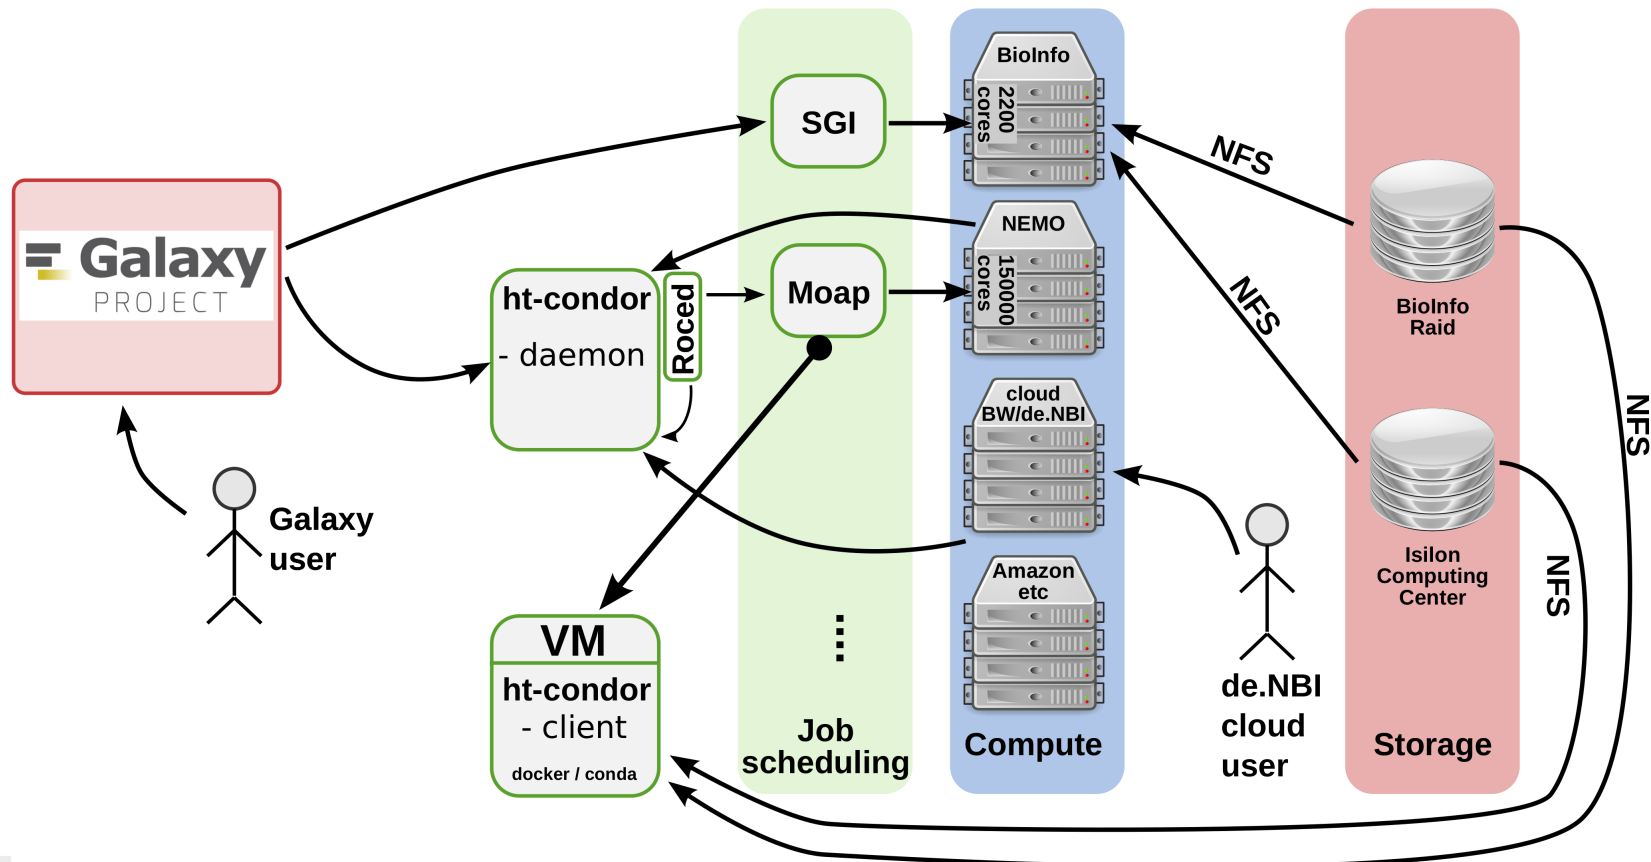 Galaxy
PROJECT
Galaxy
user
ht-condor
- daemon
Roced
VM
ht-condor
- client
docker / conda
SGI
Moap
Job
scheduling
BioInfo
2200
cores
NEMO
150000
cores
cloud
BW/de.NBI
Amazon
etc
Compute
de.NBI
cloud
user
NFS
NFS
BioInfo
Raid
Isilon
Computing
Center
Storage
NFS
NFS